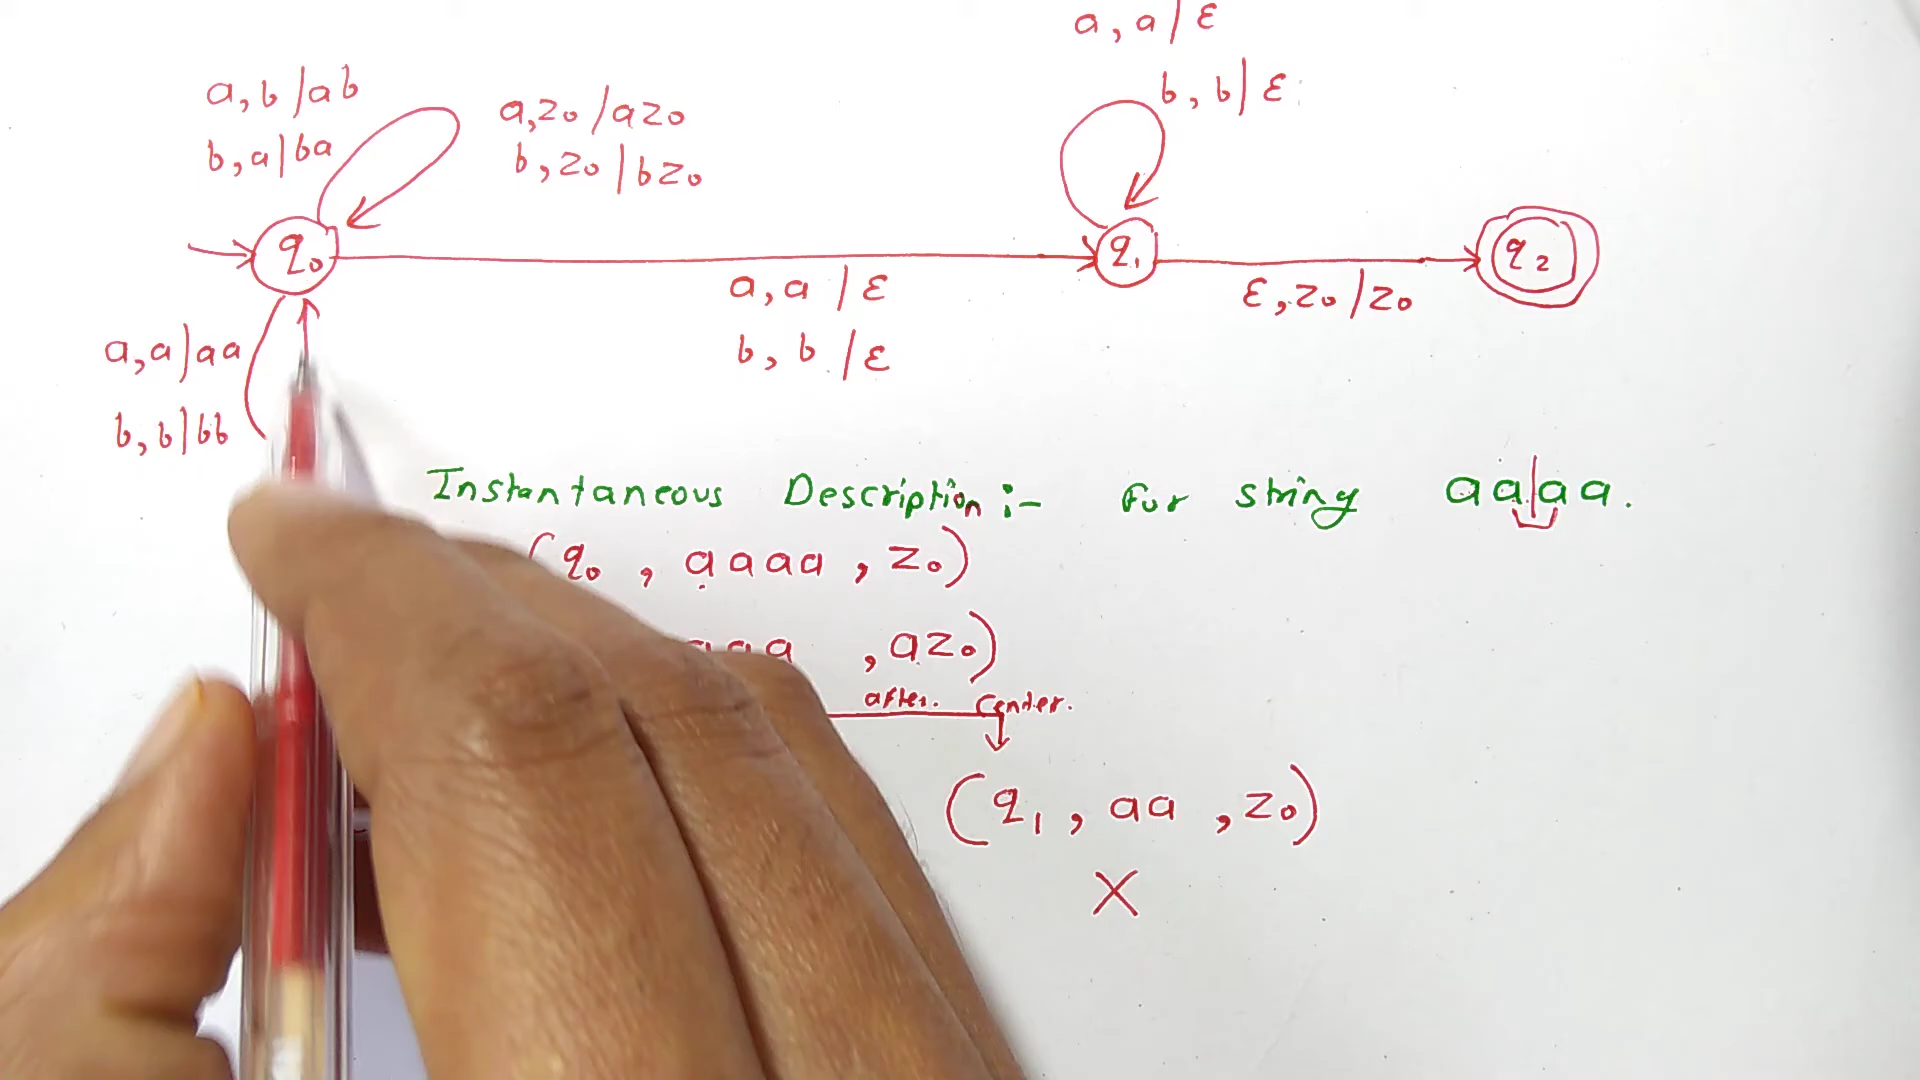 a, a / ε
b, b | ε
a, b / ab
b, a | ba
a, z0 / az0
b, z0 | bz0
q0
q1
q2
a, a / ε
b, b / ε
ε, z0 / z0
a, a | aa
b, b | bb
Instantaneous Description :- For string aa|aa.
(q0 , aaaa , z0)
aaa , az0)
after. Center.
(q1 , aa , z0)
X